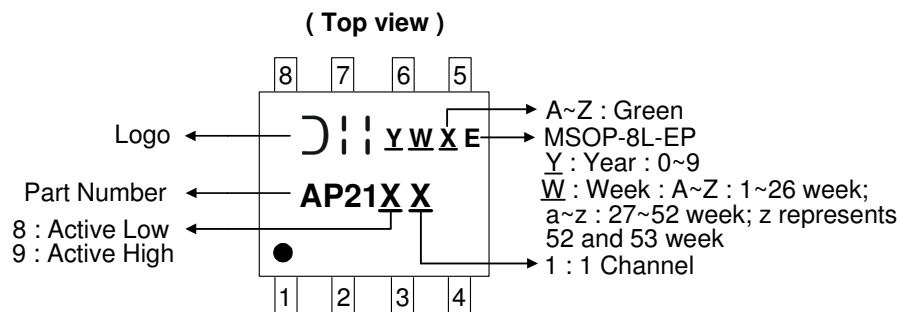 ( Top view )
8 7 6 5
Logo
Y W X E
A~Z : Green
MSOP-8L-EP
Y : Year : 0~9
W : Week : A~Z : 1~26 week;
a~z : 27~52 week; z represents
52 and 53 week
Part Number
AP21X X
8 : Active Low
9 : Active High
1 : 1 Channel
1 2 3 4